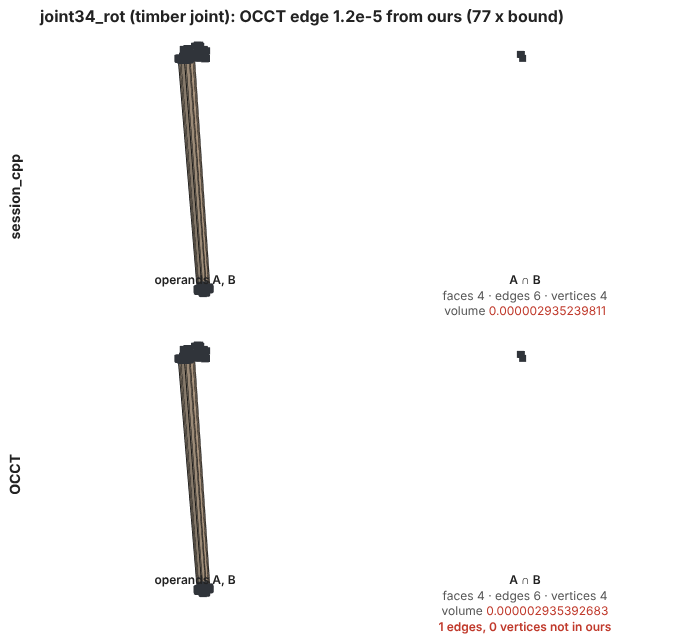 joint34_rot (timber joint): OCCT edge 1.2e-5 from ours (77 x bound)
session_cpp
operands A, B
A ∩ B
faces 4 · edges 6 · vertices 4
volume 0.000002935239811
OCCT
operands A, B
A ∩ B
faces 4 · edges 6 · vertices 4
volume 0.000002935392683
1 edges, 0 vertices not in ours